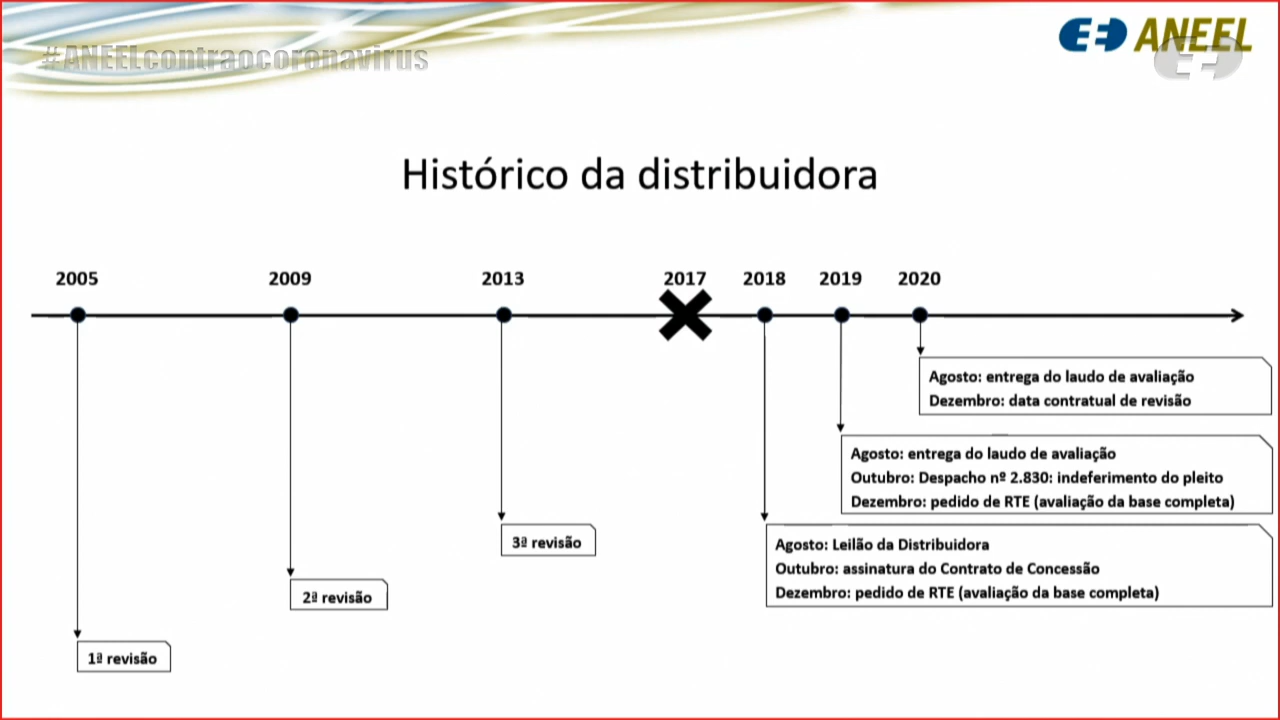 #ANEELcontraocoronavirus
ANEEL
Histórico da distribuidora
2005
2009
2013
2017
2018
2019
2020
Agosto: entrega do laudo de avaliação
Dezembro: data contratual de revisão
Agosto: entrega do laudo de avaliação
Outubro: Despacho nº 2.830: indeferimento do pleito
Dezembro: pedido de RTE (avaliação da base completa)
3ª revisão
Agosto: Leilão da Distribuidora
Outubro: assinatura do Contrato de Concessão
Dezembro: pedido de RTE (avaliação da base completa)
2ª revisão
1ª revisão